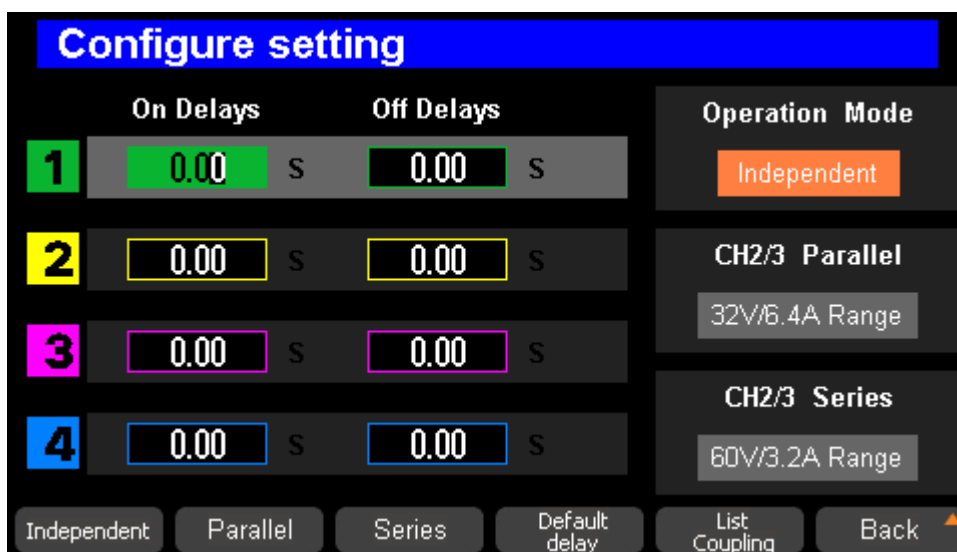 Configure setting
On Delays Off Delays
1 0.00 S 0.00 S
2 0.00 S 0.00 S
3 0.00 S 0.00 S
4 0.00 S 0.00 S
Operation Mode
Independent
CH2/3 Parallel
32V/6.4A Range
CH2/3 Series
60V/3.2A Range
Independent Parallel Series Default delay List Coupling Back